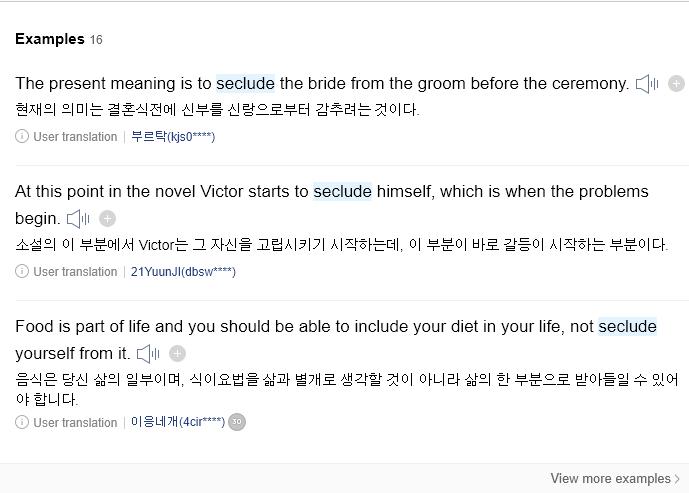 Examples 16
The present meaning is to seclude the bride from the groom before the ceremony.
현재의 의미는 결혼식전에 신부를 신랑으로부터 감추려는 것이다.
User translation | 부르탁(kjs0****)
At this point in the novel Victor starts to seclude himself, which is when the problems
begin.
소설의 이 부분에서 Victor는 그 자신을 고립시키기 시작하는데, 이 부분이 바로 갈등이 시작하는 부분이다.
User translation | 21YuunJI(dbsw****)
Food is part of life and you should be able to include your diet in your life, not seclude
yourself from it.
음식은 당신 삶의 일부이며, 식이요법을 삶과 별개로 생각할 것이 아니라 삶의 한 부분으로 받아들일 수 있어
야 합니다.
User translation | 이응네개(4cir****) 30
View more examples